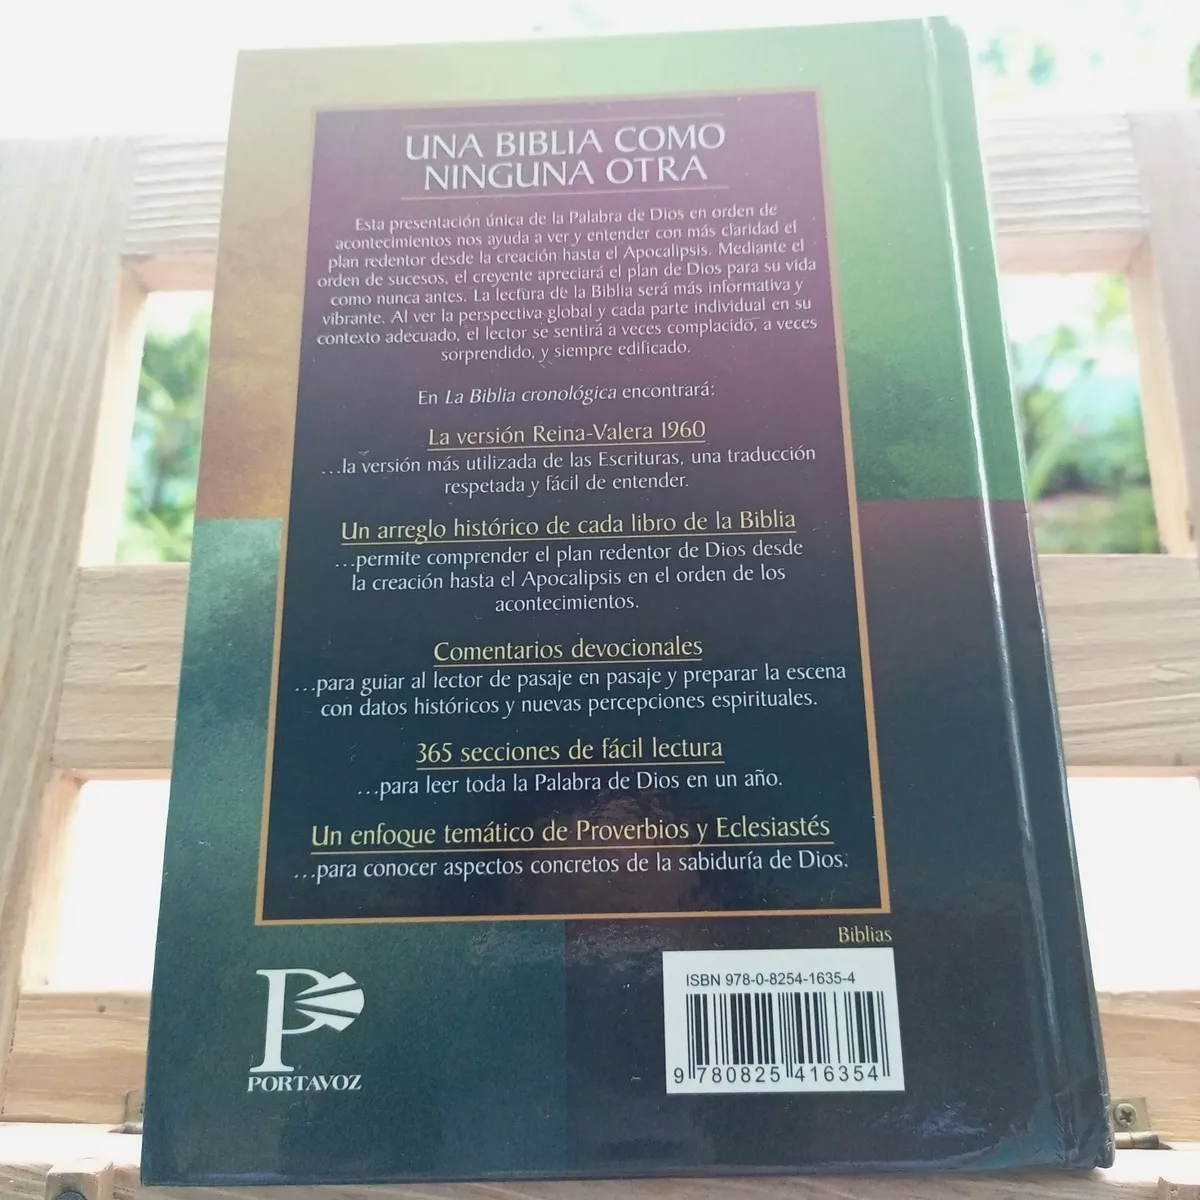 UNA BIBLIA COMO
NINGUNA OTRA
Esta presentación única de la Palabra de Dios en orden de
acontecimientos nos ayuda a ver y entender con más claridad el
plan redentor desde la creación hasta el Apocalipsis. Mediante el
orden de sucesos, el creyente apreciará el plan de Dios para su vida
como nunca antes. La lectura de la Biblia será más informativa y
vibrante. Al ver la perspectiva global y cada parte individual en su
contexto adecuado, el lector se sentirá a veces complacido, a veces
sorprendido, y siempre edificado.
En La Biblia cronológica encontrará:
La versión Reina-Valera 1960
…la versión más utilizada de las Escrituras, una traducción
respetada y fácil de entender.
Un arreglo histórico de cada libro de la Biblia
…permite comprender el plan redentor de Dios desde
la creación hasta el Apocalipsis en el orden de los
acontecimientos.
Comentarios devocionales
…para guiar al lector de pasaje en pasaje y preparar la escena
con datos históricos y nuevas percepciones espirituales.
365 secciones de fácil lectura
…para leer toda la Palabra de Dios en un año.
Un enfoque temático de Proverbios y Eclesiastés
…para conocer aspectos concretos de la sabiduría de Dios.
Biblias
ISBN 978-0-8254-1635-4
9 780825 416354
P
PORTAVOZ